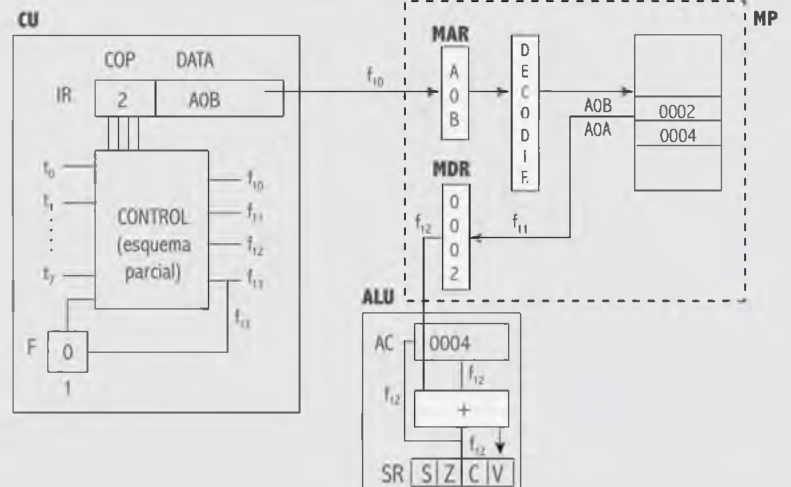 CU
COP DATA
IR 2 A0B
t₀
t₁
t₇
CONTROL
(esquema
parcial)
f₁₀
f₁₁
f₁₂
f₁₃
f₁₃
F 0
1
f₁₀
MP
MAR
A
0
B
D
E
C
O
D
I
F.
A0B 0002
A0A 0004
MDR
0
0
0
2
f₁₂
f₁₁
ALU
AC 0004
f₁₂
f₁₂
+
f₁₂
SR S Z C V